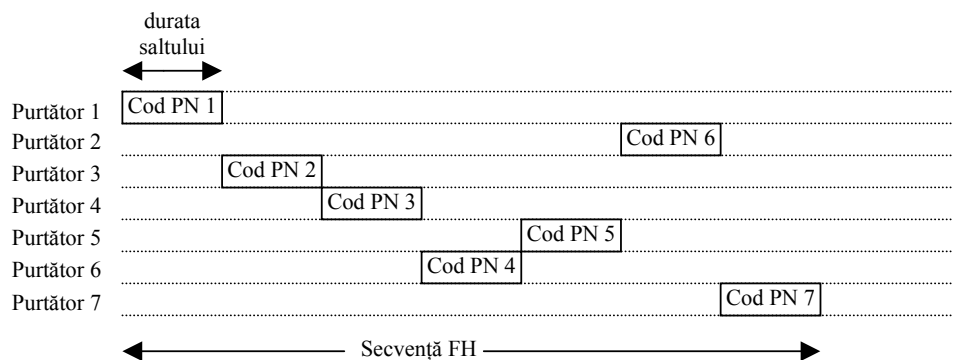 durata
saltului
Purtător 1 Cod PN 1
Purtător 2 Cod PN 6
Purtător 3 Cod PN 2
Purtător 4 Cod PN 3
Purtător 5 Cod PN 5
Purtător 6 Cod PN 4
Purtător 7 Cod PN 7
Secvență FH